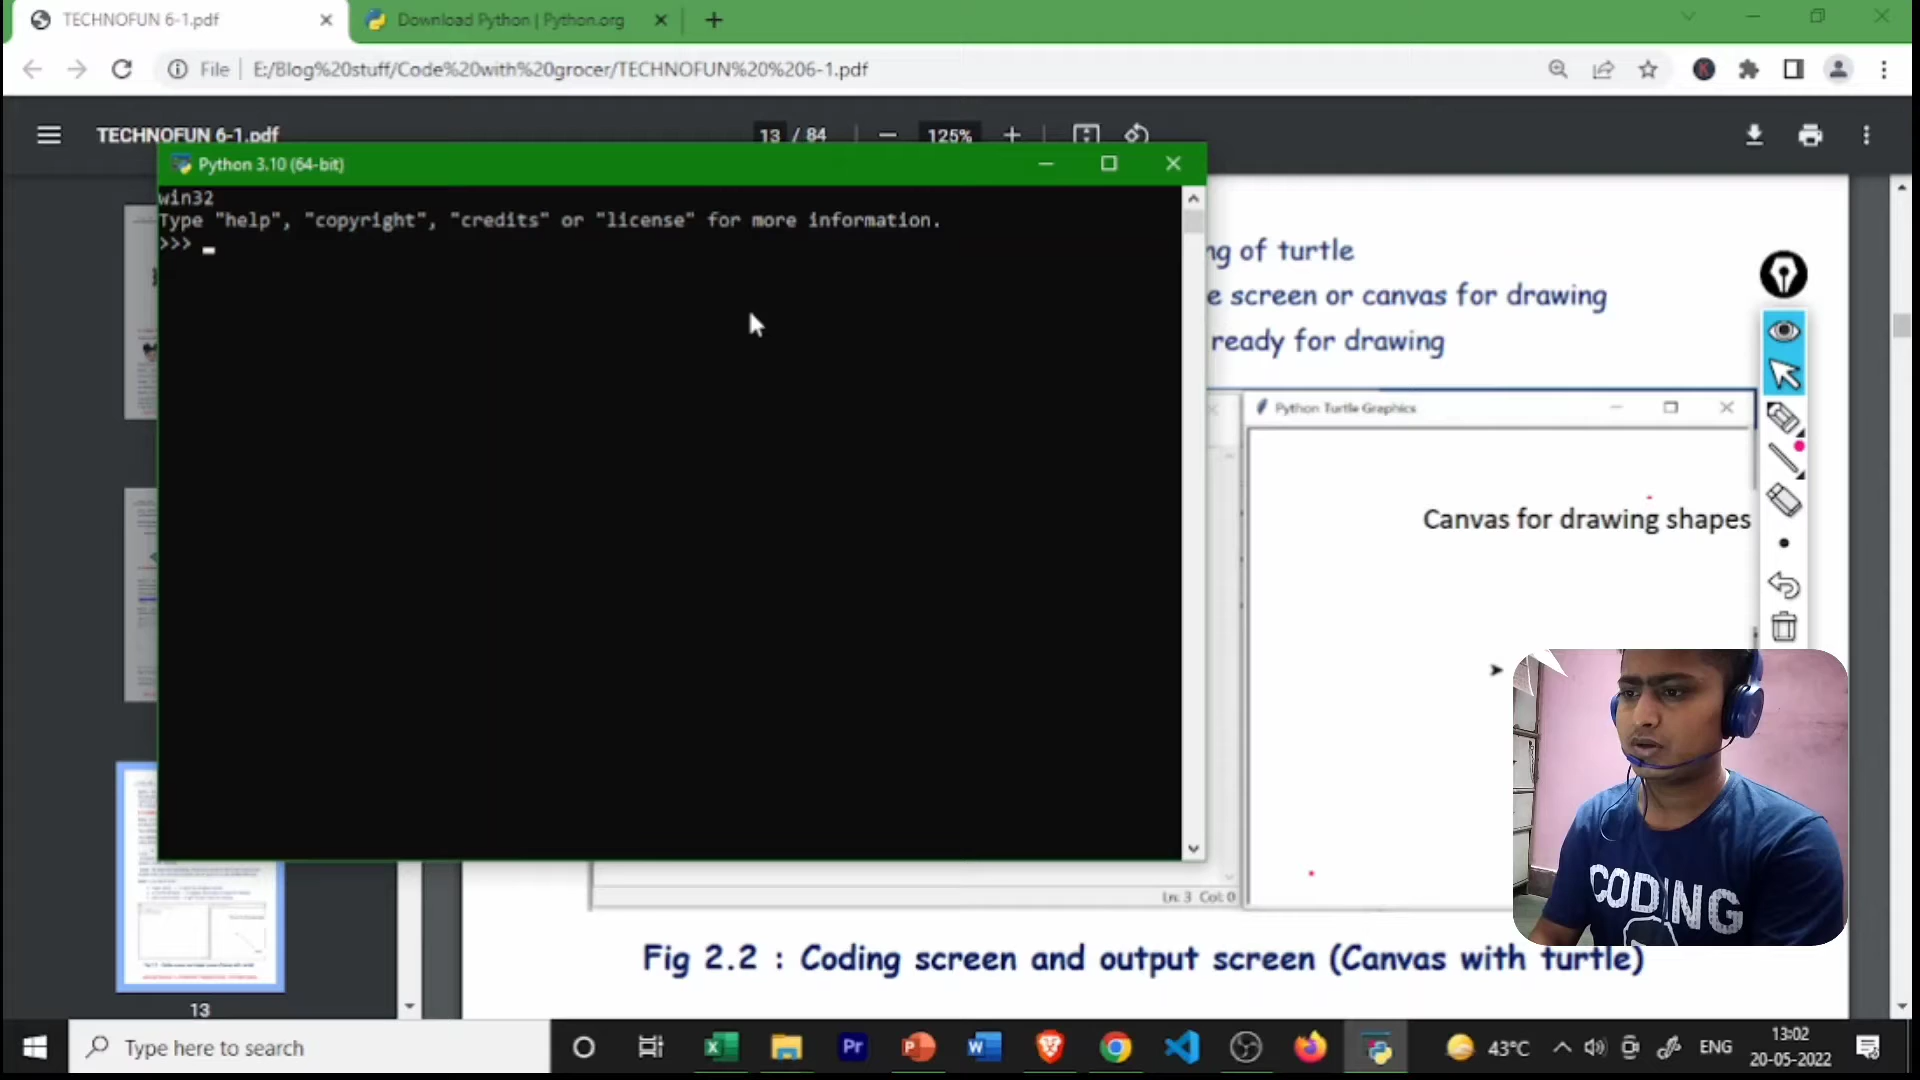 TECHNOFUN 6-1.pdf
Download Python | Python.org
File
E:/Blog%20stuff/Code%20with%20grocer/TECHNOFUN%20%206-1.pdf
TECHNOFUN 6-1.pdf
13 / 84
125%
Python 3.10 (64-bit)
win32
Type "help", "copyright", "credits" or "license" for more information.
>>>
ng of turtle
e screen or canvas for drawing
ready for drawing
Python Turtle Graphics
Canvas for drawing shapes
CODING
Ln: 3 Col: 0
Fig 2.2 : Coding screen and output screen (Canvas with turtle)
13
Type here to search
Pr
43°C
ENG
13:02
20-05-2022